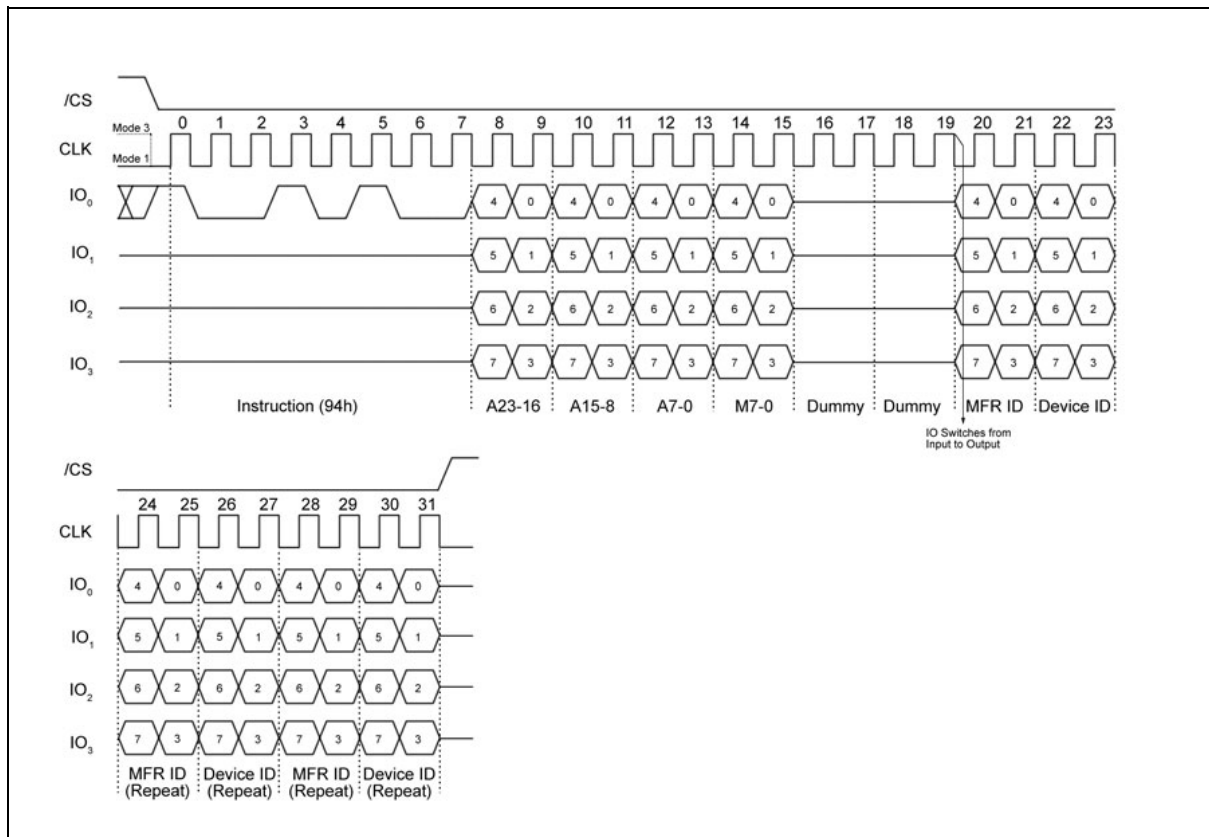 /CS
0 1 2 3 4 5 6 7 8 9 10 11 12 13 14 15 16 17 18 19 20 21 22 23
Mode 3
CLK
Mode 1
IO0 4 0 4 0 4 0 4 0 4 0 4 0
IO1 5 1 5 1 5 1 5 1 5 1 5 1
IO2 6 2 6 2 6 2 6 2 6 2 6 2
IO3 7 3 7 3 7 3 7 3 7 3 7 3
Instruction (94h) A23-16 A15-8 A7-0 M7-0 Dummy Dummy MFR ID Device ID
IO Switches from
Input to Output
/CS
24 25 26 27 28 29 30 31
CLK
IO0 4 0 4 0 4 0 4 0
IO1 5 1 5 1 5 1 5 1
IO2 6 2 6 2 6 2 6 2
IO3 7 3 7 3 7 3 7 3
MFR ID Device ID MFR ID Device ID
(Repeat) (Repeat) (Repeat) (Repeat)